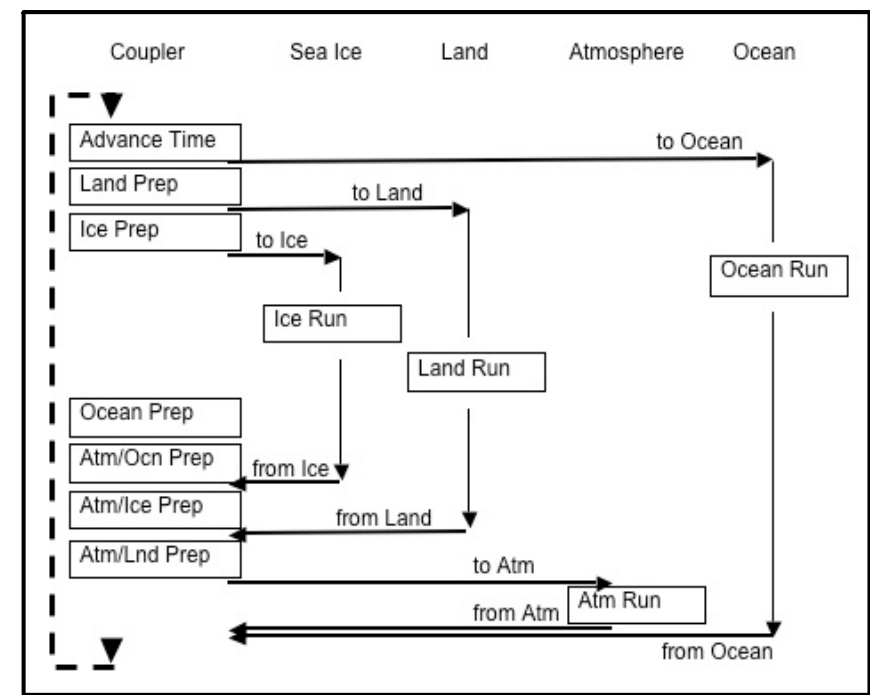 Coupler Sea Ice Land Atmosphere Ocean
Advance Time
to Ocean
Land Prep
to Land
Ice Prep
to Ice
Ocean Run
Ice Run
Land Run
Ocean Prep
Atm/Ocn Prep
from Ice
Atm/Ice Prep
from Land
Atm/Lnd Prep
to Atm
Atm Run
from Atm
from Ocean